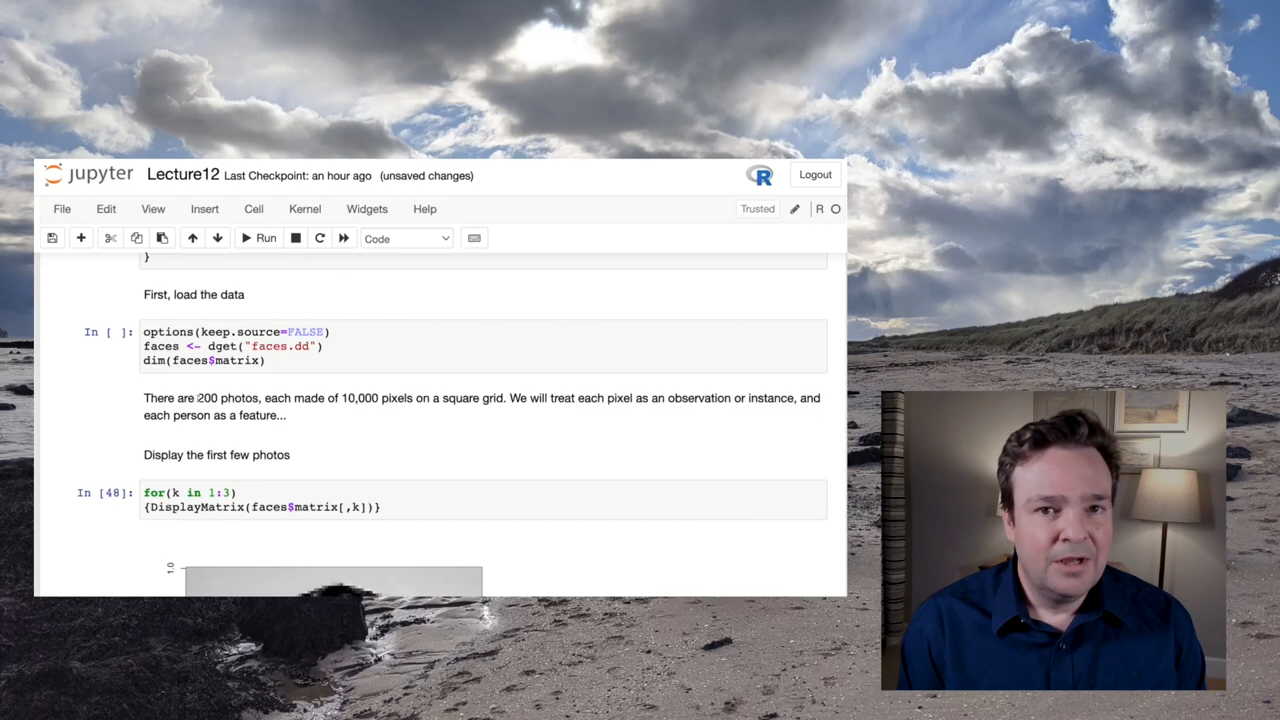 jupyter Lecture12 Last Checkpoint: an hour ago (unsaved changes)
Logout
File Edit View Insert Cell Kernel Widgets Help
Trusted R
Run Code
}
First, load the data
In [ ]: options(keep.source=FALSE)
faces <- dget("faces.dd")
dim(faces$matrix)
There are 200 photos, each made of 10,000 pixels on a square grid. We will treat each pixel as an observation or instance, and
each person as a feature...
Display the first few photos
In [48]: for(k in 1:3)
{DisplayMatrix(faces$matrix[,k])}
1.0